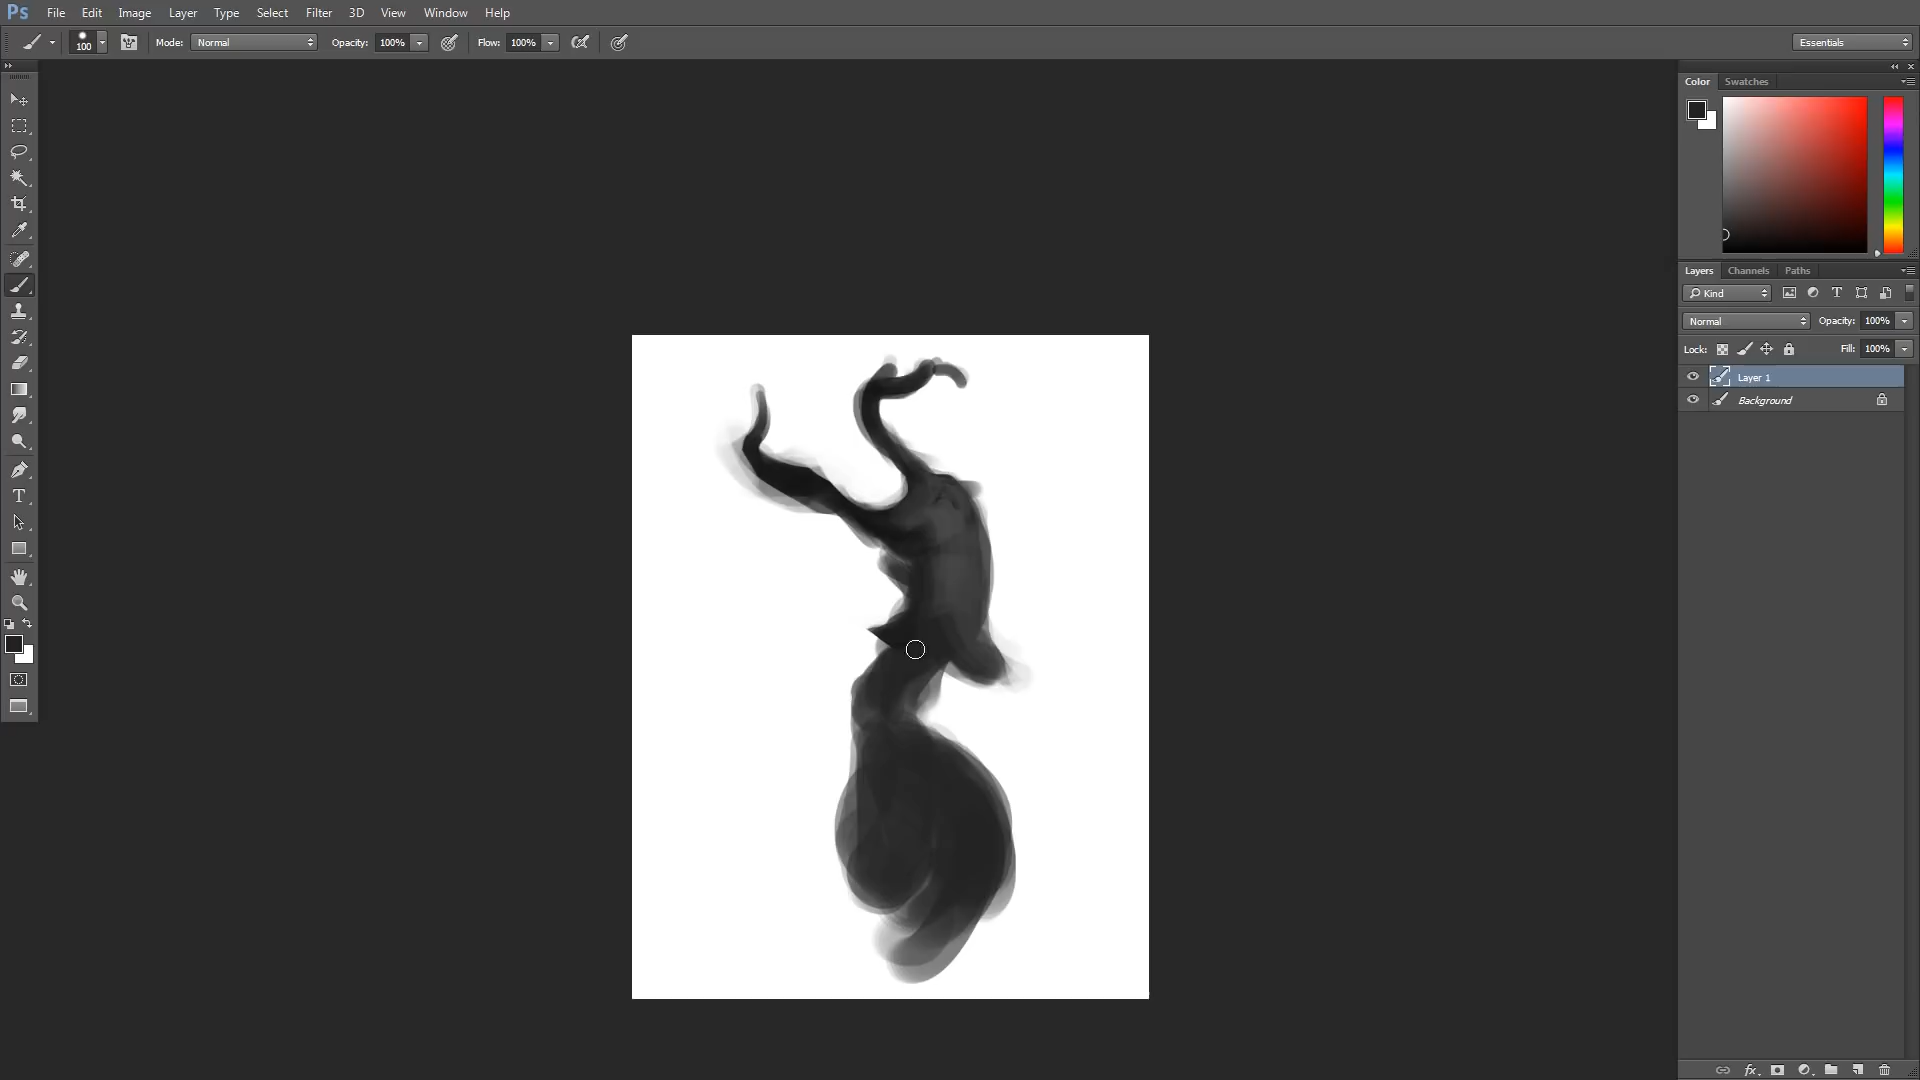 Ps File Edit Image Layer Type Select Filter 3D View Window Help
100 Mode: Normal Opacity: 100% Flow: 100% Essentials
Color Swatches
Layers Channels Paths
Kind
Normal Opacity: 100%
Lock: Fill: 100%
Layer 1
Background
fx